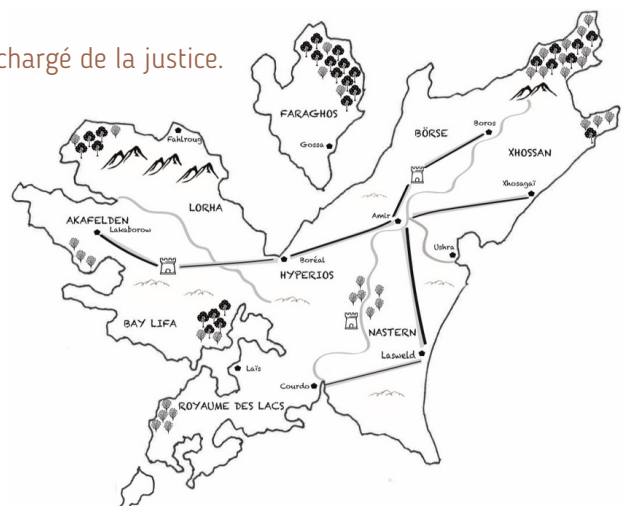 chargé de la justice.
FARAGHOS
Gossa
BÖRSE
Boros
XHOSSAN
Fahlroug
Xhosagaï
LORHA
AKAFELDEN
Lakaborow
Amir
Ushra
Boréal
HYPERIOS
BAY LIFA
NASTERN
Lasweld
Laïs
Courdo
ROYAUME DES LACS